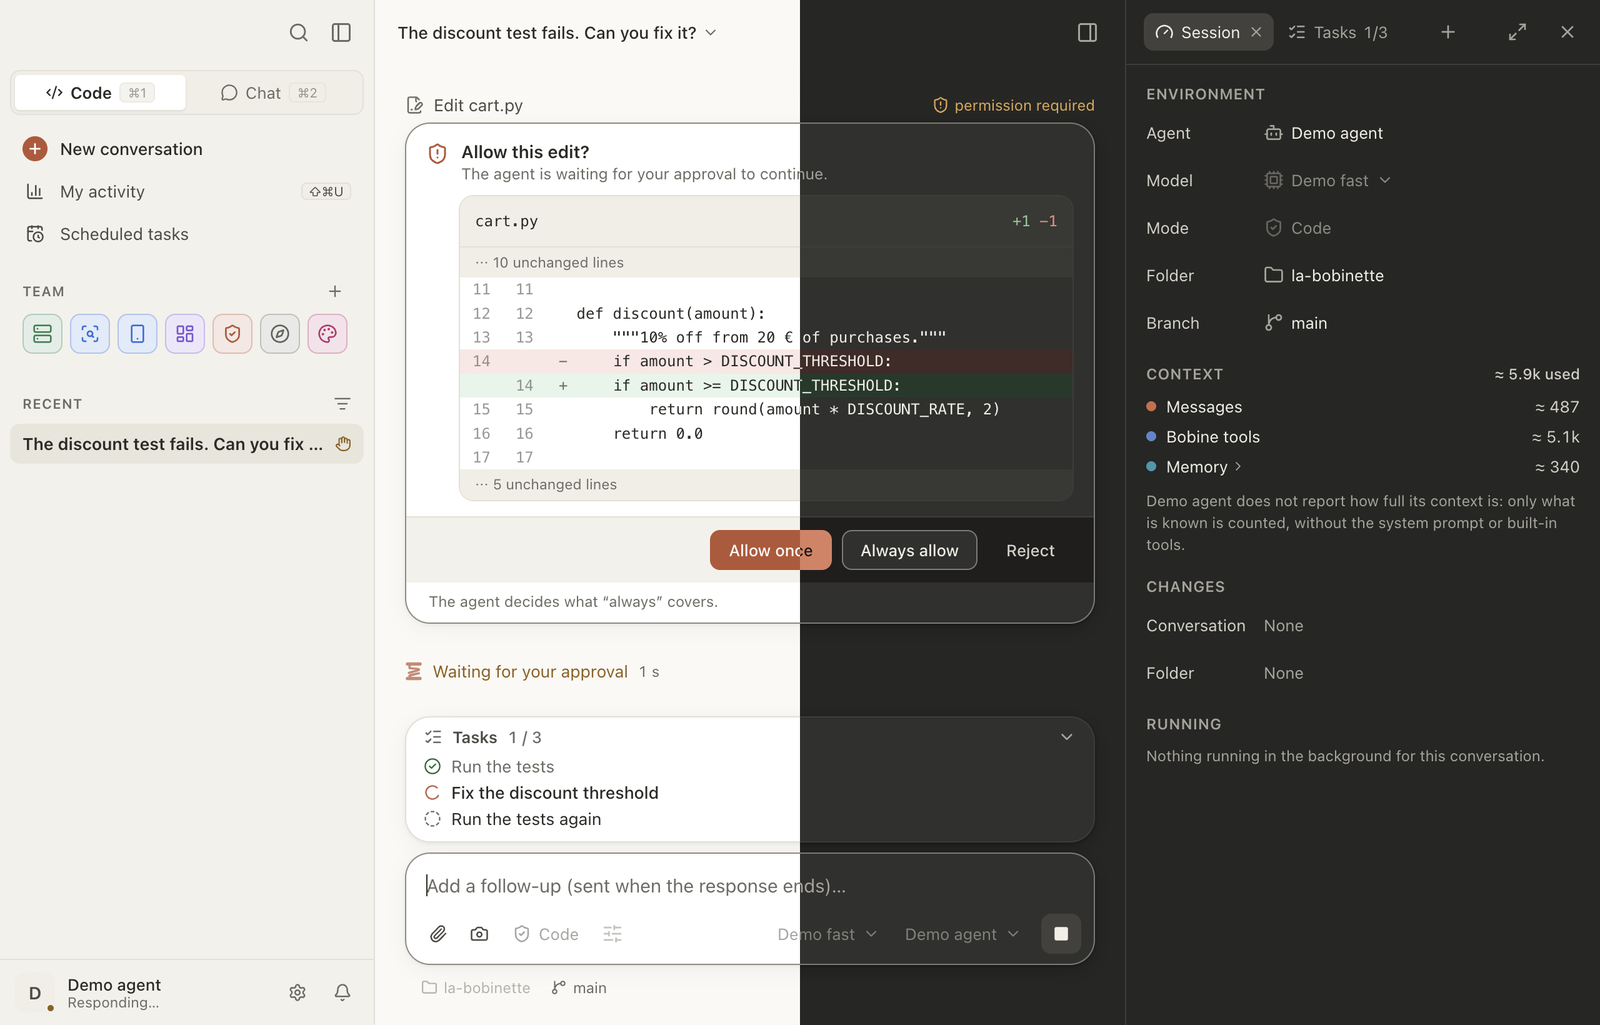 Code ⌘1
Chat ⌘2
New conversation
My activity ⇧⌘U
Scheduled tasks
TEAM
RECENT
The discount test fails. Can you fix ...
D
Demo agent
Responding...
The discount test fails. Can you fix it?
Edit cart.py
permission required
Allow this edit?
The agent is waiting for your approval to continue.
cart.py +1 −1
··· 10 unchanged lines
11 11
12 12 def discount(amount):
13 13 """10% off from 20 € of purchases."""
14 − if amount > DISCOUNT_THRESHOLD:
14 + if amount >= DISCOUNT_THRESHOLD:
15 15 return round(amount * DISCOUNT_RATE, 2)
16 16 return 0.0
17 17
··· 5 unchanged lines
Allow once
Always allow
Reject
The agent decides what “always” covers.
Waiting for your approval 1 s
Tasks 1 / 3
Run the tests
Fix the discount threshold
Run the tests again
Add a follow-up (sent when the response ends)...
Code
Demo fast
Demo agent
la-bobinette
main
Session
Tasks 1/3
ENVIRONMENT
Agent Demo agent
Model Demo fast
Mode Code
Folder la-bobinette
Branch main
CONTEXT ≈ 5.9k used
Messages ≈ 487
Bobine tools ≈ 5.1k
Memory ≈ 340
Demo agent does not report how full its context is: only what
is known is counted, without the system prompt or built-in
tools.
CHANGES
Conversation None
Folder None
RUNNING
Nothing running in the background for this conversation.